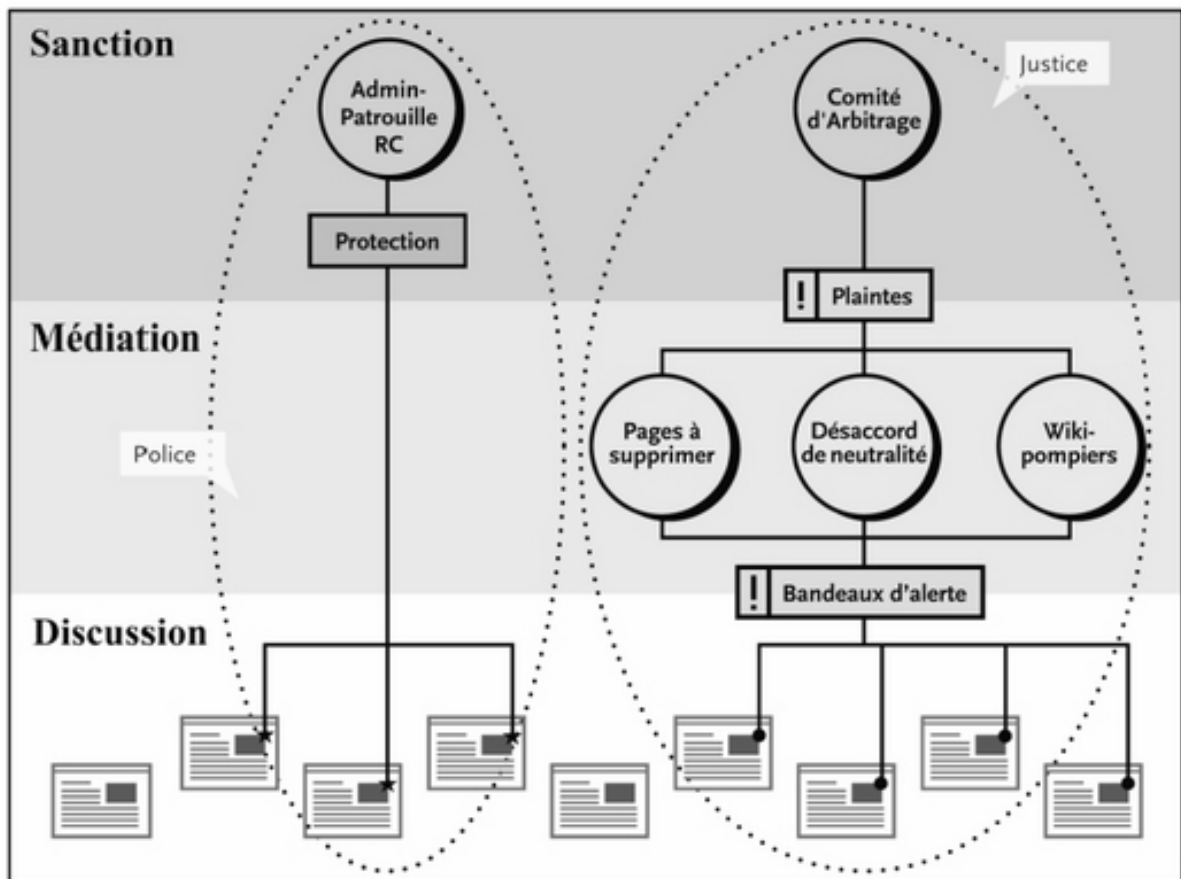 Sanction
Admin-
Patrouille
RC
Comité
d'Arbitrage
Justice
Protection
! Plaintes
Médiation
Police
Pages à
supprimer
Désaccord
de neutralité
Wiki-
pompiers
! Bandeaux d'alerte
Discussion